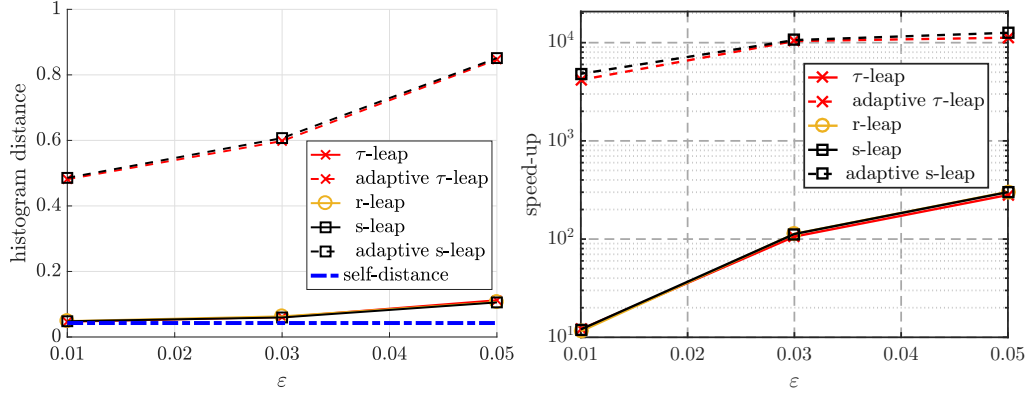 1
0.8
0.6
0.4
0.2
0
histogram distance
0.01
0.02
0.03
0.04
0.05
ε
τ-leap
adaptive τ-leap
r-leap
s-leap
adaptive s-leap
self-distance
10^4
10^3
10^2
10^1
speed-up
0.01
0.02
0.03
0.04
0.05
ε
τ-leap
adaptive τ-leap
r-leap
s-leap
adaptive s-leap